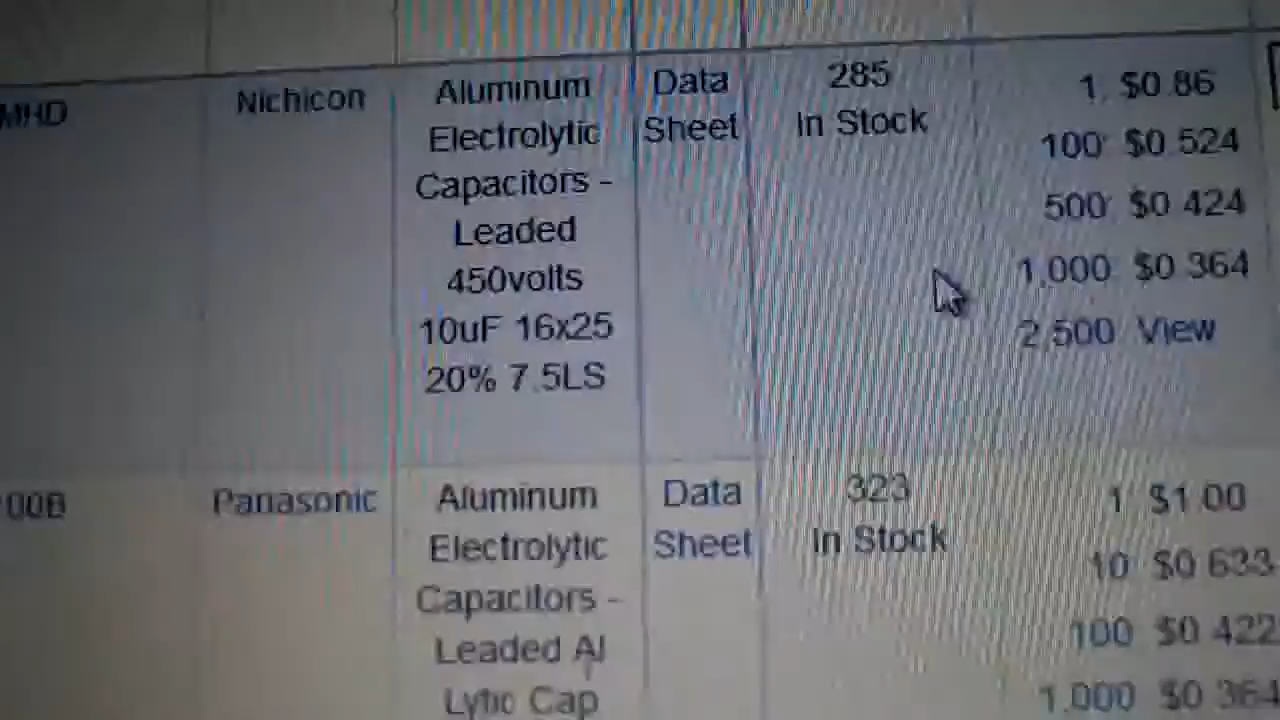 MHD
Nichicon
Aluminum
Electrolytic
Capacitors -
Leaded
450volts
10uF 16x25
20% 7.5LS
Data
Sheet
285
In Stock
1: $0.86
100: $0.524
500: $0.424
1,000: $0.364
2,500: View
00B
Panasonic
Aluminum
Electrolytic
Capacitors -
Leaded Al
Lytic Cap
Data
Sheet
323
In Stock
1: $1.00
10: $0.633
100: $0.422
1,000: $0.364